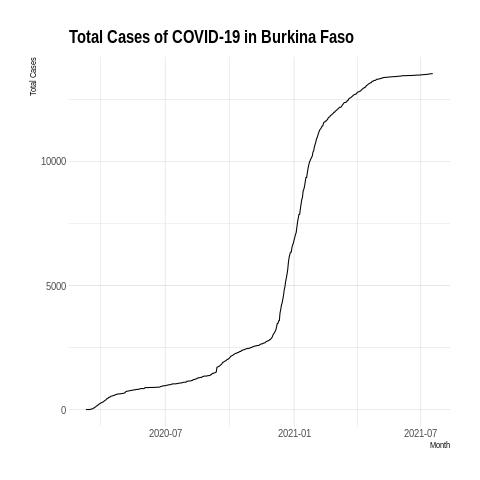 Total Cases of COVID-19 in Burkina Faso
Total Cases
10000
5000
0
2020-07
2021-01
2021-07
Month